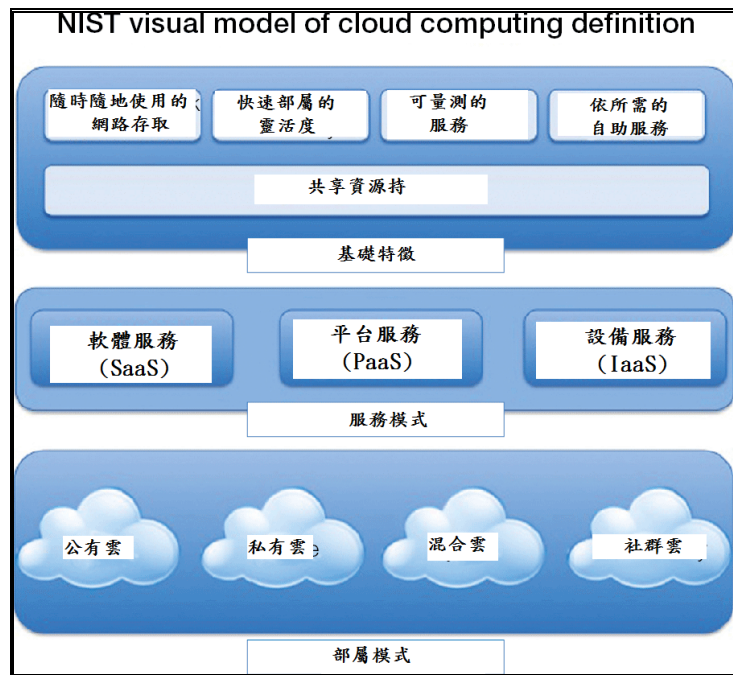 NIST visual model of cloud computing definition
隨時隨地使用的
網路存取
快速部屬的
靈活度
可量測的
服務
依所需的
自助服務
共享資源持
基礎特徵
軟體服務
(SaaS)
平台服務
(PaaS)
設備服務
(IaaS)
服務模式
公有雲
私有雲
混合雲
社群雲
部屬模式